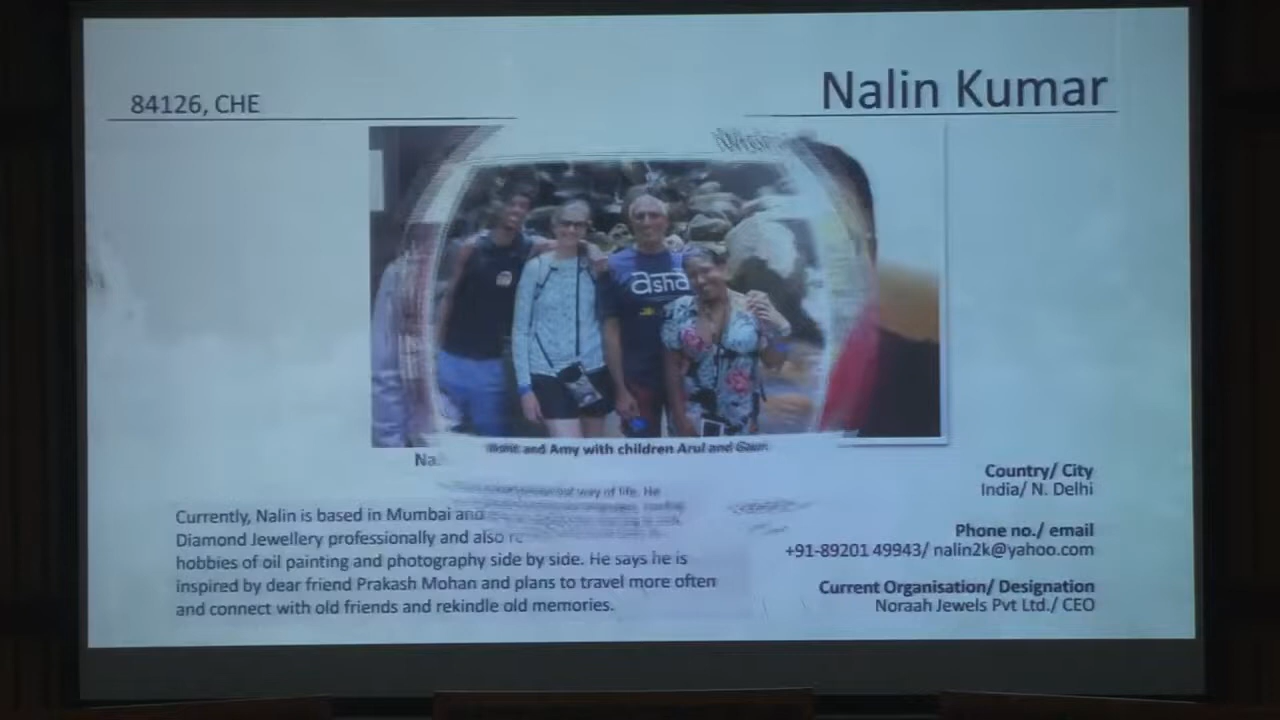 84126, CHE
Nalin Kumar
asha
and Amy with children Arul and
way of life. He
Currently, Nalin is based in Mumbai and
Diamond Jewellery professionally and also
hobbies of oil painting and photography side by side. He says he is
inspired by dear friend Prakash Mohan and plans to travel more often
and connect with old friends and rekindle old memories.
Country/ City
India/ N. Delhi
Phone no./ email
+91-89201 49943/ nalin2k@yahoo.com
Current Organisation/ Designation
Noraah Jewels Pvt Ltd./ CEO